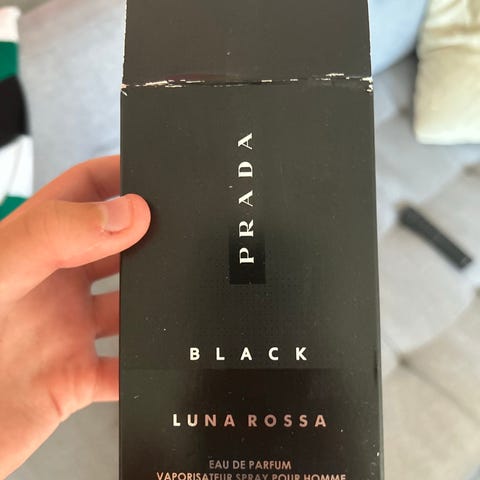 PRADA
BLACK
LUNA ROSSA
EAU DE PARFUM
VAPORISATEUR SPRAY POUR HOMME